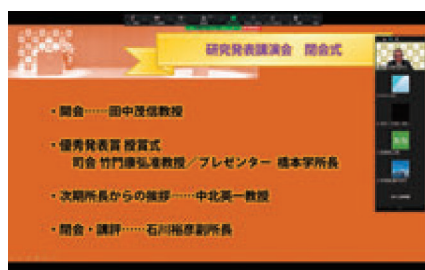 研究発表講演会 閉会式
・開会……田中茂信教授
・優秀発表賞 授賞式
司会 竹門康弘准教授／プレゼンター 橋本学所長
・次期所長からの挨拶……中北英一教授
・閉会・講評……石川裕彦副所長